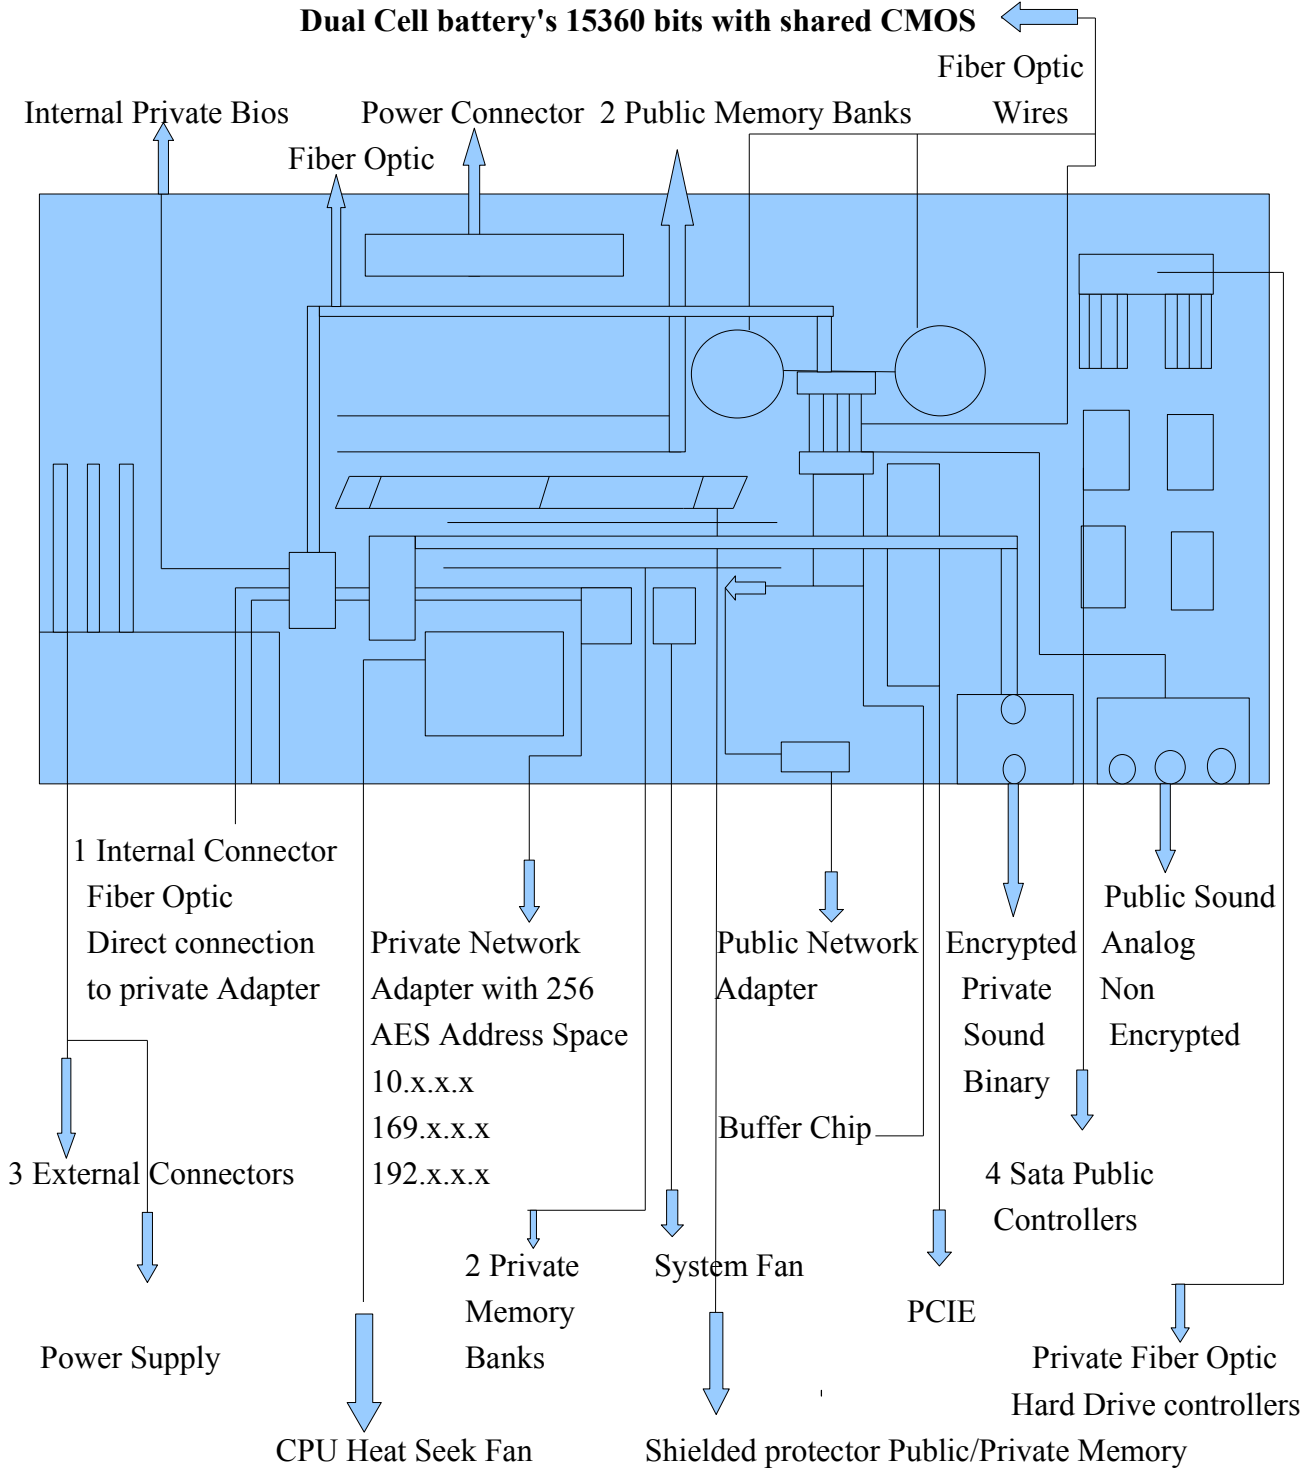 Dual Cell battery's 15360 bits with shared CMOS
Fiber Optic
Wires
Internal Private Bios
Power Connector
2 Public Memory Banks
Fiber Optic
1 Internal Connector
Fiber Optic
Direct connection
to private Adapter
Private Network
Adapter with 256
AES Address Space
10.x.x.x
169.x.x.x
192.x.x.x
Public Network
Adapter
Encrypted
Private
Sound
Binary
Public Sound
Analog
Non
Encrypted
Buffer Chip
3 External Connectors
4 Sata Public
Controllers
2 Private
Memory
Banks
System Fan
PCIE
Power Supply
Private Fiber Optic
Hard Drive controllers
CPU Heat Seek Fan
Shielded protector Public/Private Memory